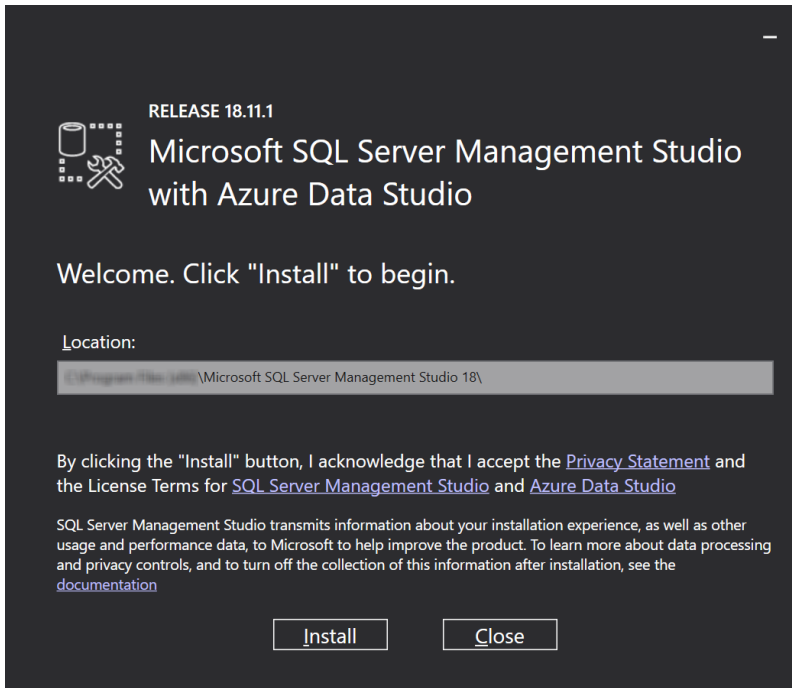 RELEASE 18.11.1
Microsoft SQL Server Management Studio
with Azure Data Studio
Welcome. Click "Install" to begin.
Location:
\Microsoft SQL Server Management Studio 18\
By clicking the "Install" button, I acknowledge that I accept the Privacy Statement and
the License Terms for SQL Server Management Studio and Azure Data Studio
SQL Server Management Studio transmits information about your installation experience, as well as other
usage and performance data, to Microsoft to help improve the product. To learn more about data processing
and privacy controls, and to turn off the collection of this information after installation, see the
documentation
Install Close